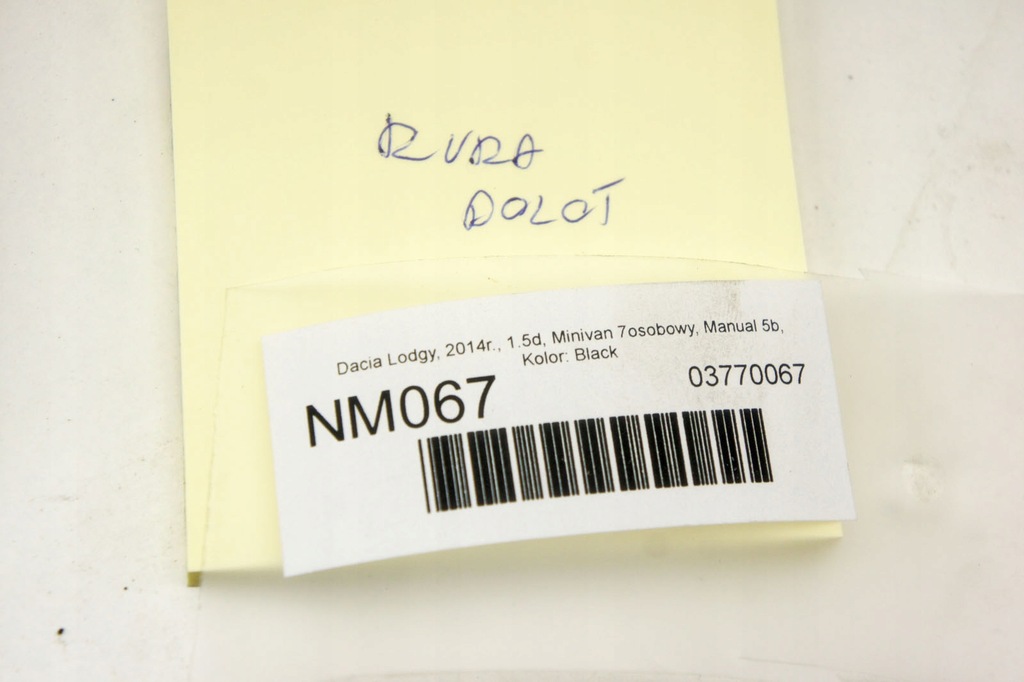 RURA
DOLOT
Dacia Lodgy, 2014r., 1.5d, Minivan 7osobowy, Manual 5b,
Kolor: Black
NM067
03770067